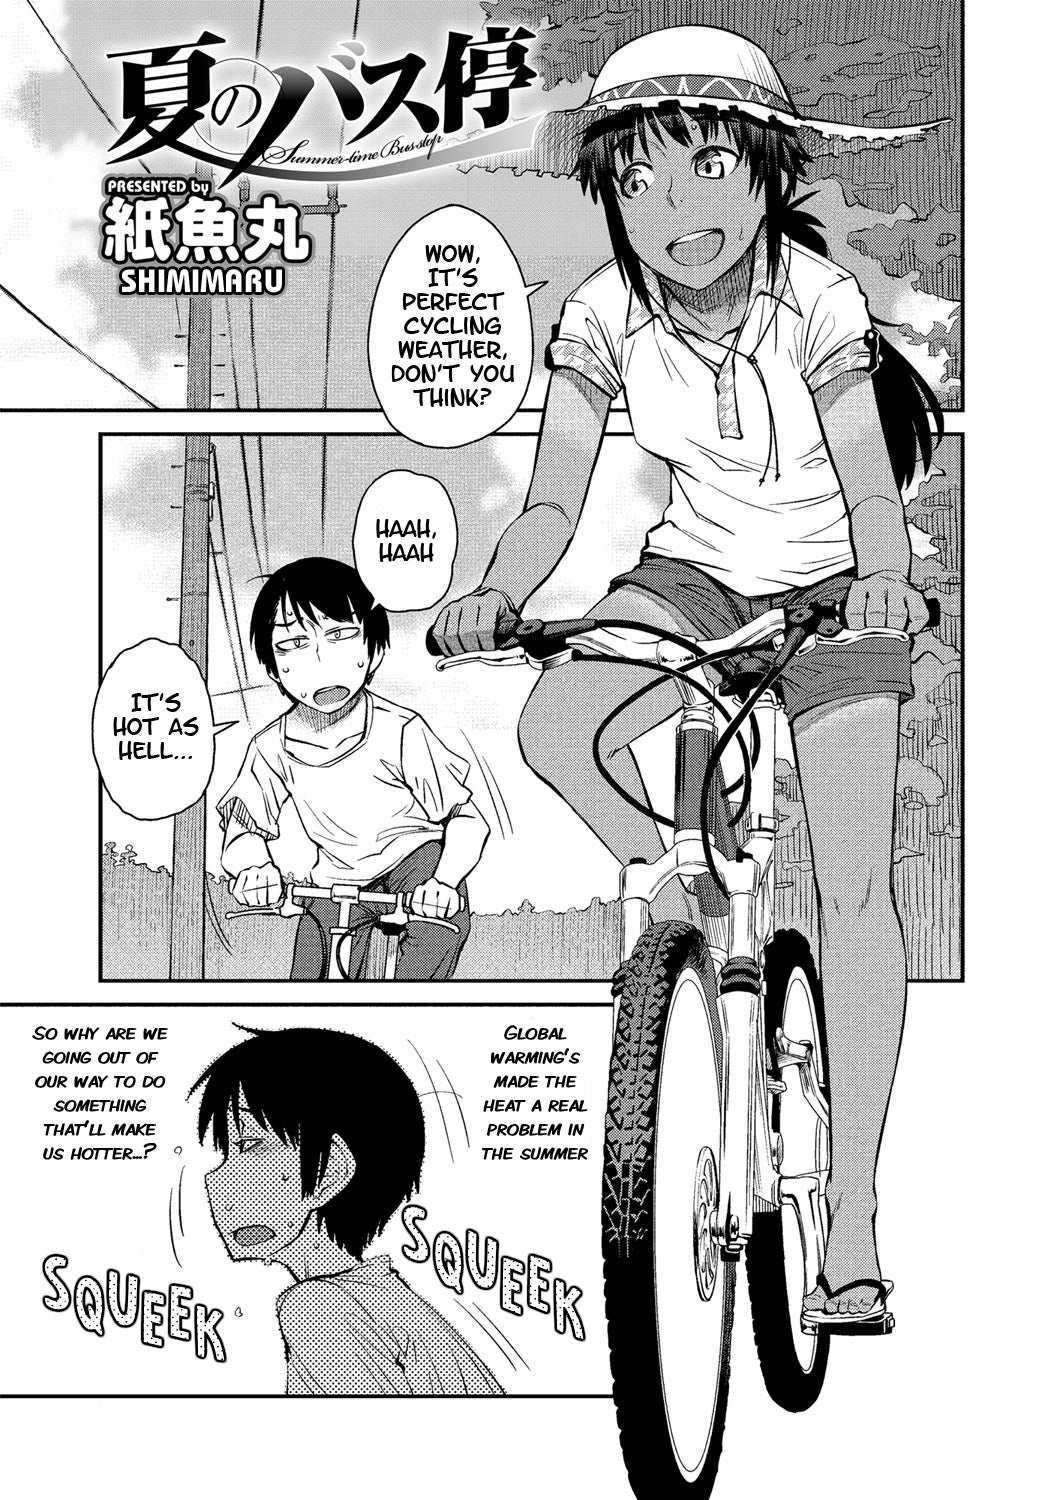 夏のバス停
Summer-time Bus stop
PRESENTED by
紙魚丸
SHIMIMARU
WOW,
IT'S
PERFECT
CYCLING
WEATHER,
DON'T YOU
THINK?
HAAH,
HAAH
IT'S
HOT AS
HELL...
GLOBAL
WARMING'S
MADE THE
HEAT A REAL
PROBLEM IN
THE SUMMER
SO WHY ARE WE
GOING OUT OF
OUR WAY TO DO
SOMETHING
THAT'LL MAKE
US HOTTER...?
SQUEEK
SQUEEK